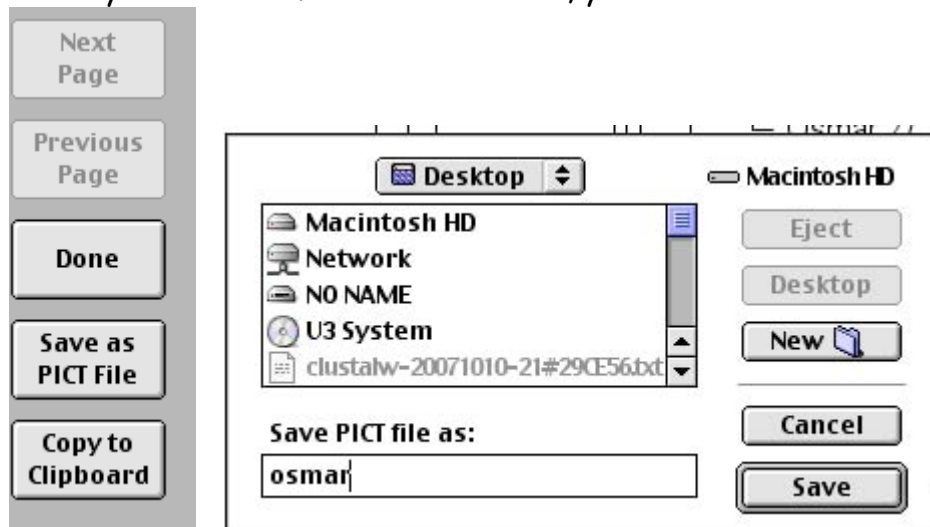 Next
Page
Previous
Page
Done
Save as
PICT File
Copy to
Clipboard
Desktop
Macintosh HD
Macintosh HD
Network
NO NAME
U3 System
clustalw-20071010-21#29CE56.txt
Eject
Desktop
New
Save PICT file as:
osmar
Cancel
Save